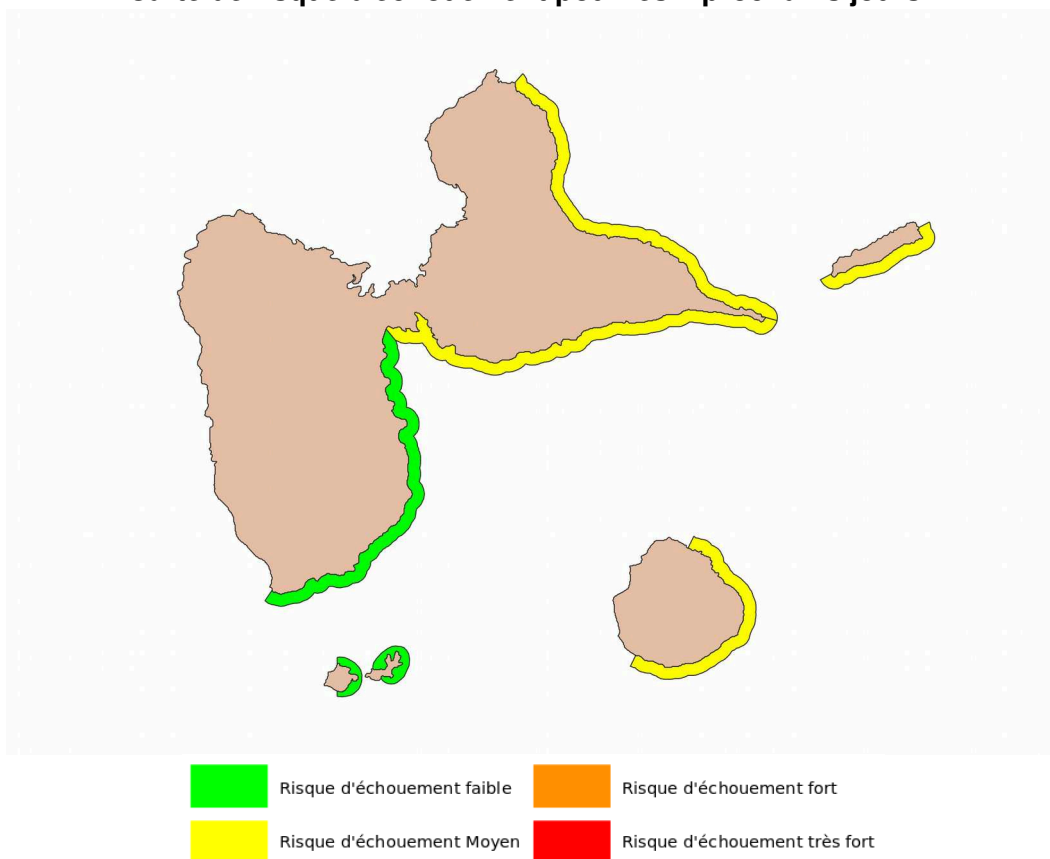 Risque d'échouement faible
Risque d'échouement fort
Risque d'échouement Moyen
Risque d'échouement très fort